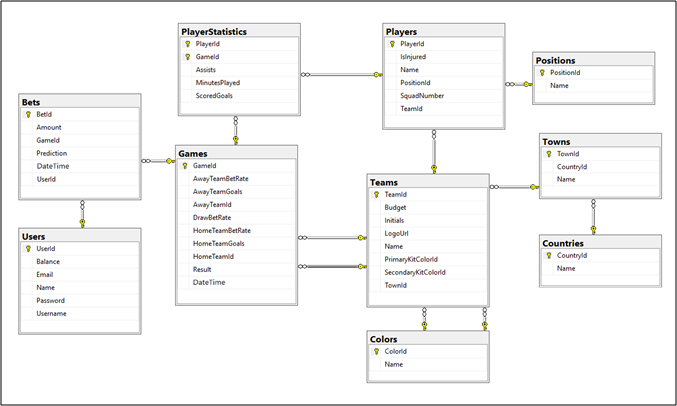 PlayerStatistics
PlayerId
GameId
Assists
MinutesPlayed
ScoredGoals
Players
PlayerId
IsInjured
Name
PositionId
SquadNumber
TeamId
Positions
PositionId
Name
Bets
BetId
Amount
GameId
Prediction
DateTime
UserId
Games
GameId
AwayTeamBetRate
AwayTeamGoals
AwayTeamId
DrawBetRate
HomeTeamBetRate
HomeTeamGoals
HomeTeamId
Result
DateTime
Towns
TownId
CountryId
Name
Teams
TeamId
Budget
Initials
LogoUrl
Name
PrimaryKitColorId
SecondaryKitColorId
TownId
Users
UserId
Balance
Email
Name
Password
Username
Countries
CountryId
Name
Colors
ColorId
Name